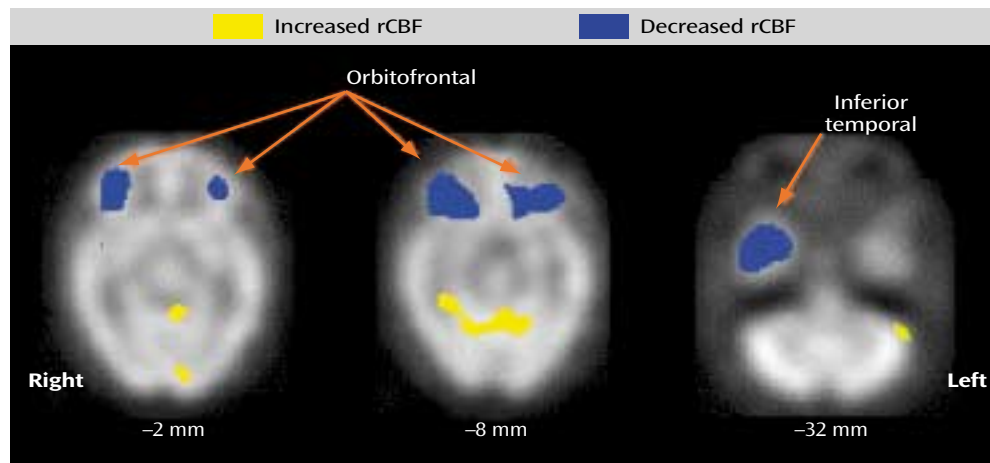 Increased rCBF
Decreased rCBF
Orbitofrontal
Inferior
temporal
Right
Left
–2 mm
–8 mm
–32 mm